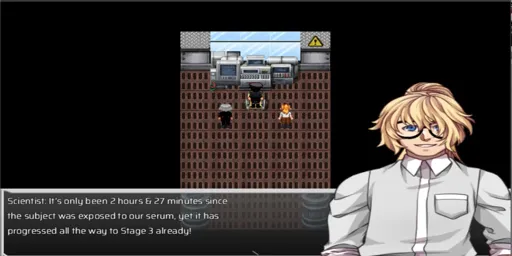 Scientist: It's only been 2 hours & 27 minutes since
the subject was exposed to our serum, yet it has
progressed all the way to Stage 3 already!